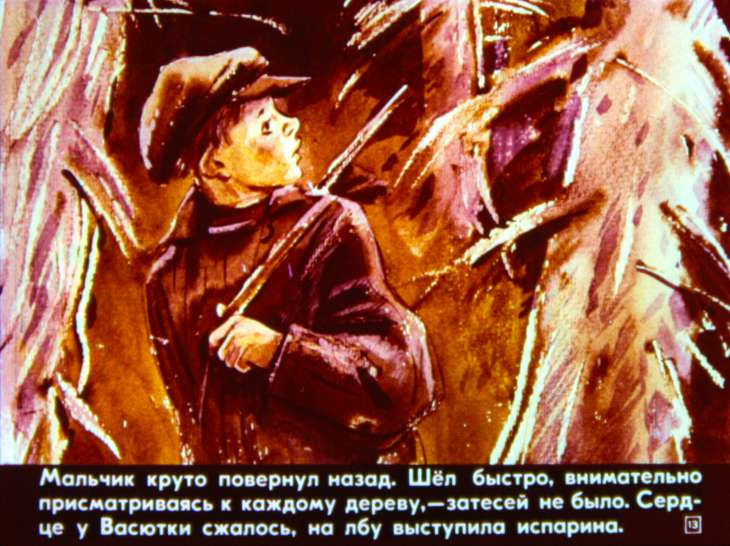 Мальчик круто повернул назад. Шёл быстро, внимательно
присматриваясь к каждому дереву,—затесей не было. Серд-
це у Васютки сжалось, на лбу выступила испарина.
13